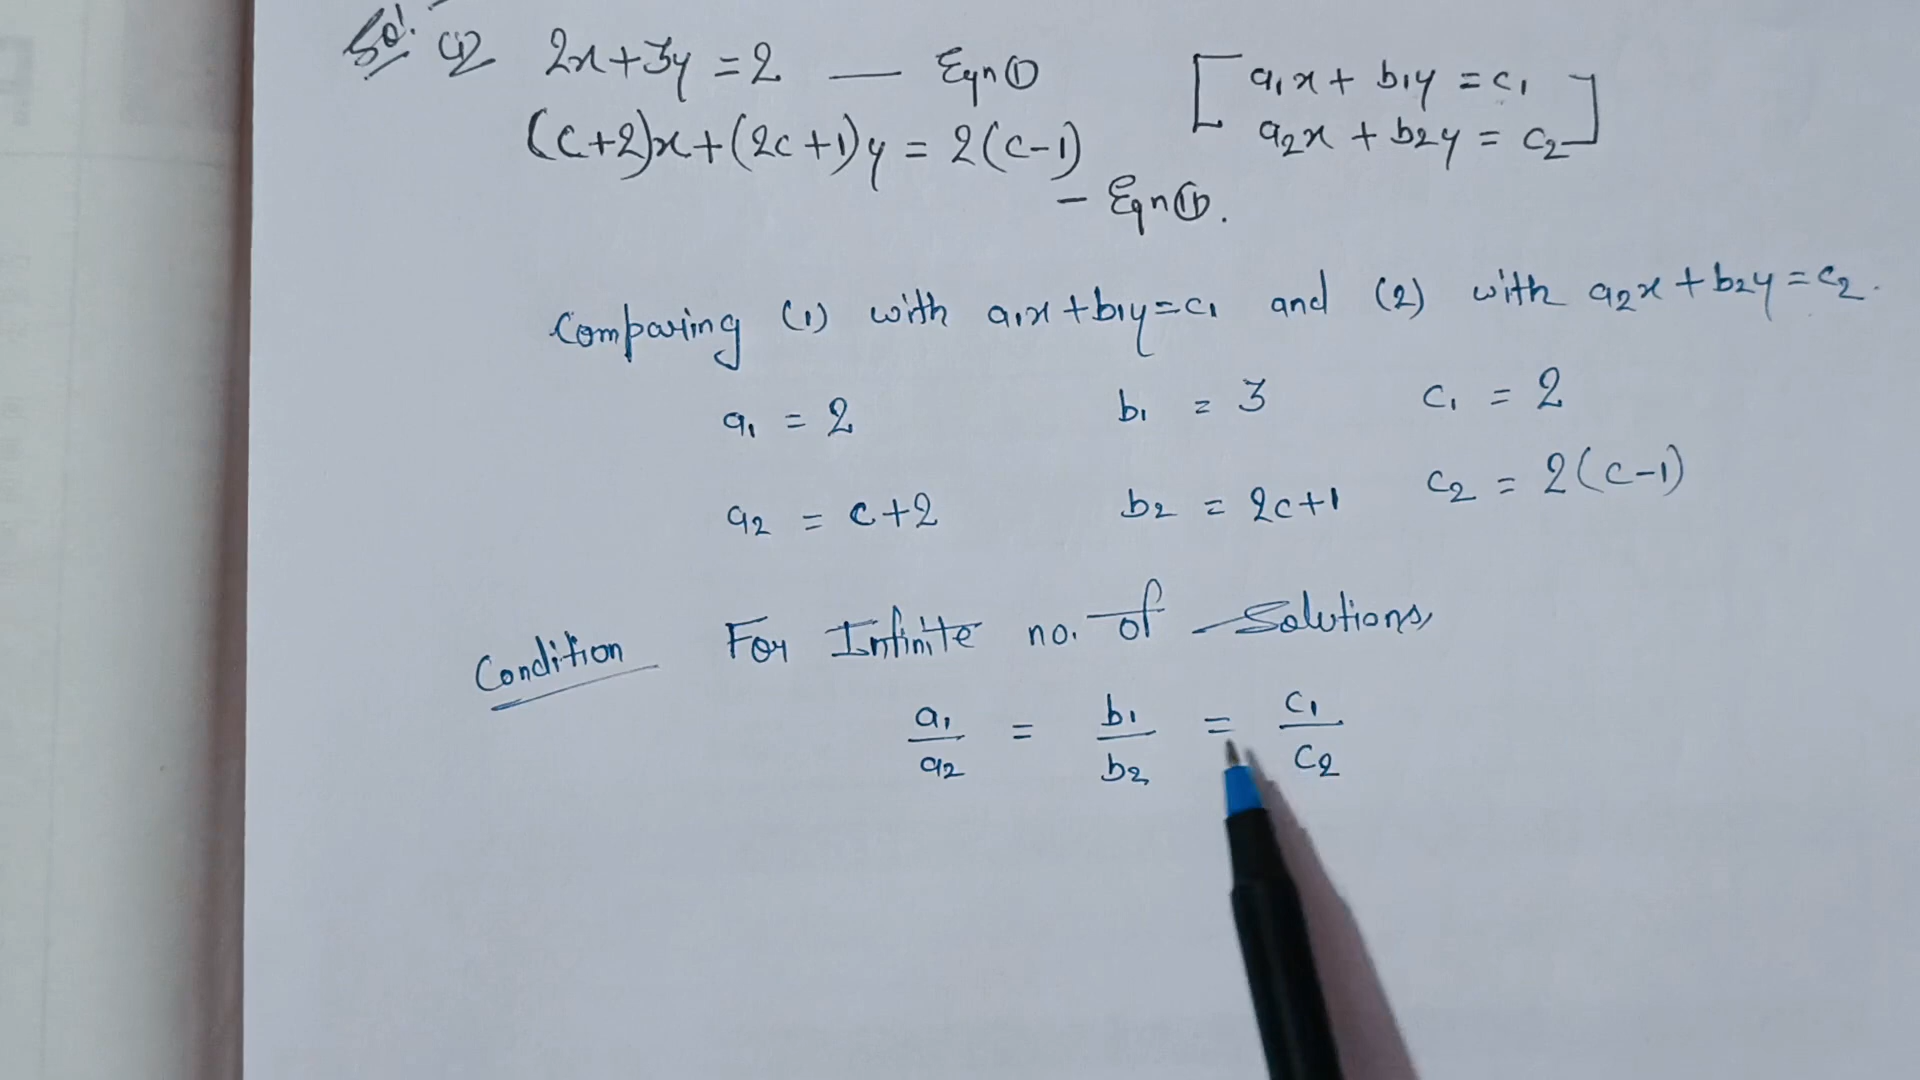 Sol. (1) 2x+3y = 2 — Eqn (1)
[a₁x + b₁y = c₁
a₂x + b₂y = c₂]
(c+2)x+(2c+1)y = 2(c-1)
- Eqn (11).
Comparing (1) with a₁x+b₁y=c₁ and (2) with a₂x+b₂y=c₂.
a₁ = 2 b₁ = 3 c₁ = 2
a₂ = c+2 b₂ = 2c+1 c₂ = 2(c-1)
Condition For Infinite no. of Solutions,
a₁/a₂ = b₁/b₂ = c₁/c₂